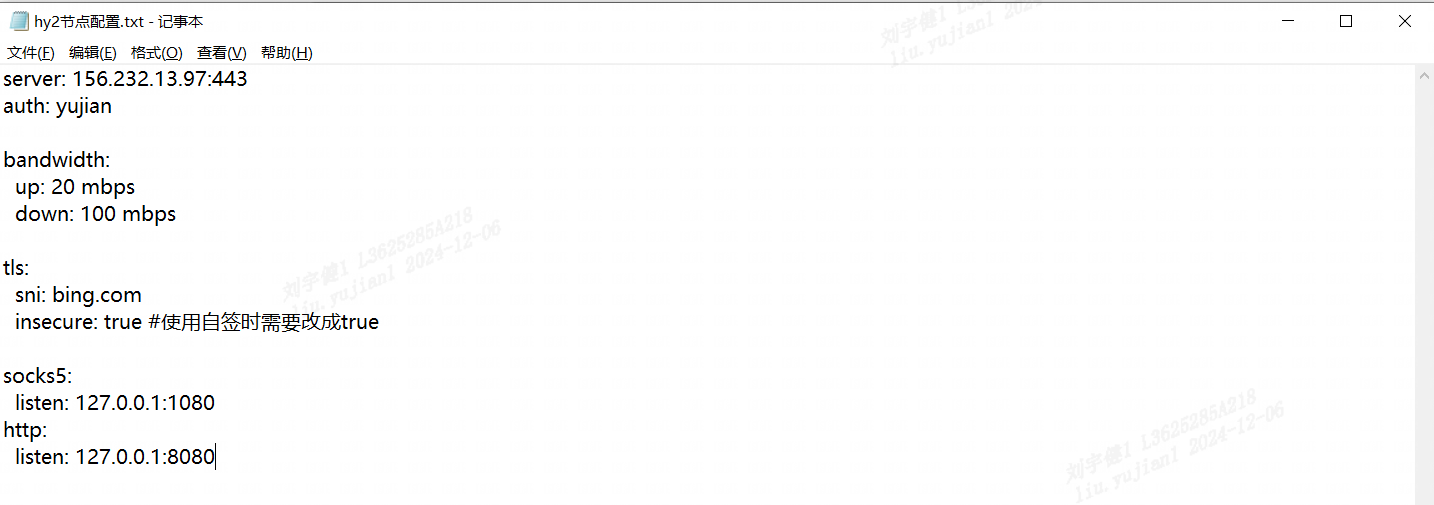 hy2节点配置.txt - 记事本
文件(F) 编辑(E) 格式(O) 查看(V) 帮助(H)
server: 156.232.13.97:443
auth: yujian
bandwidth:
up: 20 mbps
down: 100 mbps
tls:
sni: bing.com
insecure: true #使用自签时需要改成true
socks5:
listen: 127.0.0.1:1080
http:
listen: 127.0.0.1:8080
刘宇健1 L3625285A218
liu.yujian1 2024-12-06
刘宇健1 L3625285A218
liu.yujian1 2024-12-06
刘宇健1
liu.yujian1